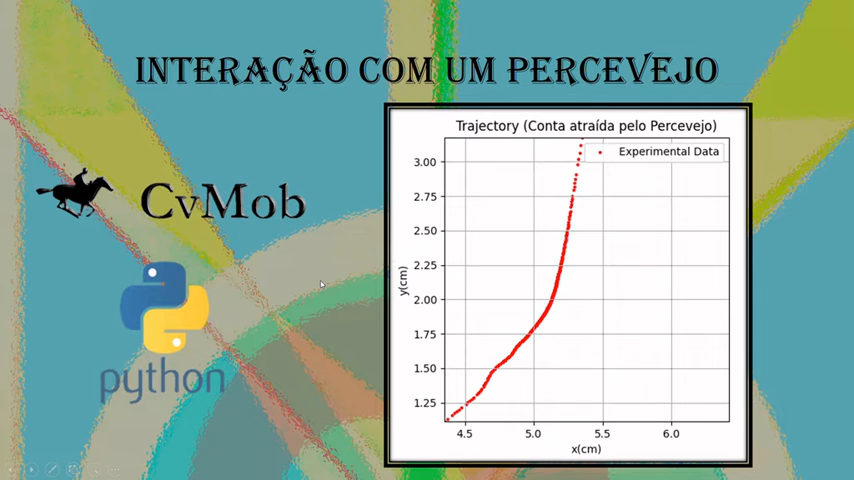 INTERAÇÃO COM UM PERCEVEJO
Trajectory (Conta atraída pelo Percevejo)
Experimental Data
3.00
2.75
2.50
2.25
2.00
1.75
1.50
1.25
y(cm)
4.5 5.0 5.5 6.0
x(cm)
CvMob
python